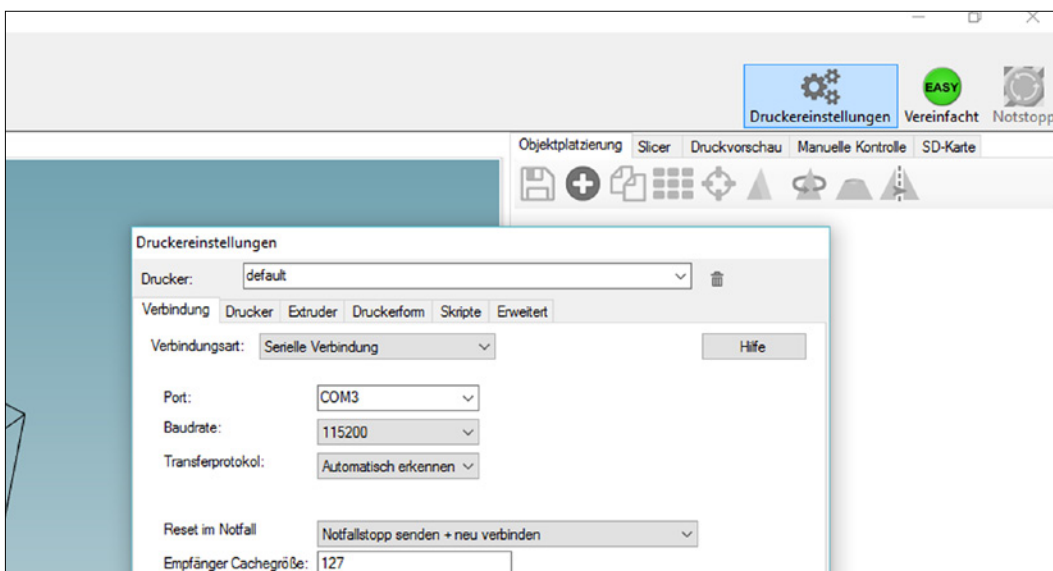 EASY
Druckereinstellungen Vereinfacht Notstopp
Objektplatzierung Slicer Druckvorschau Manuelle Kontrolle SD-Karte
Druckereinstellungen
Drucker: default
Verbindung Drucker Extruder Druckerform Skripte Erweitert
Verbindungsart: Serielle Verbindung Hilfe
Port: COM3
Baudrate: 115200
Transferprotokol: Automatisch erkennen
Reset im Notfall Notfallstopp senden + neu verbinden
Empfänger Cachegröße: 127